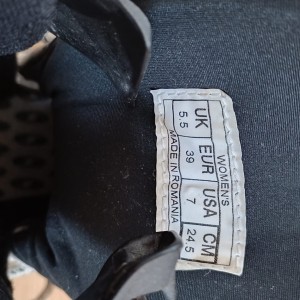 WOMEN'S
UK EUR USA CM
5.5 39 7 24.5
MADE IN ROMANIA